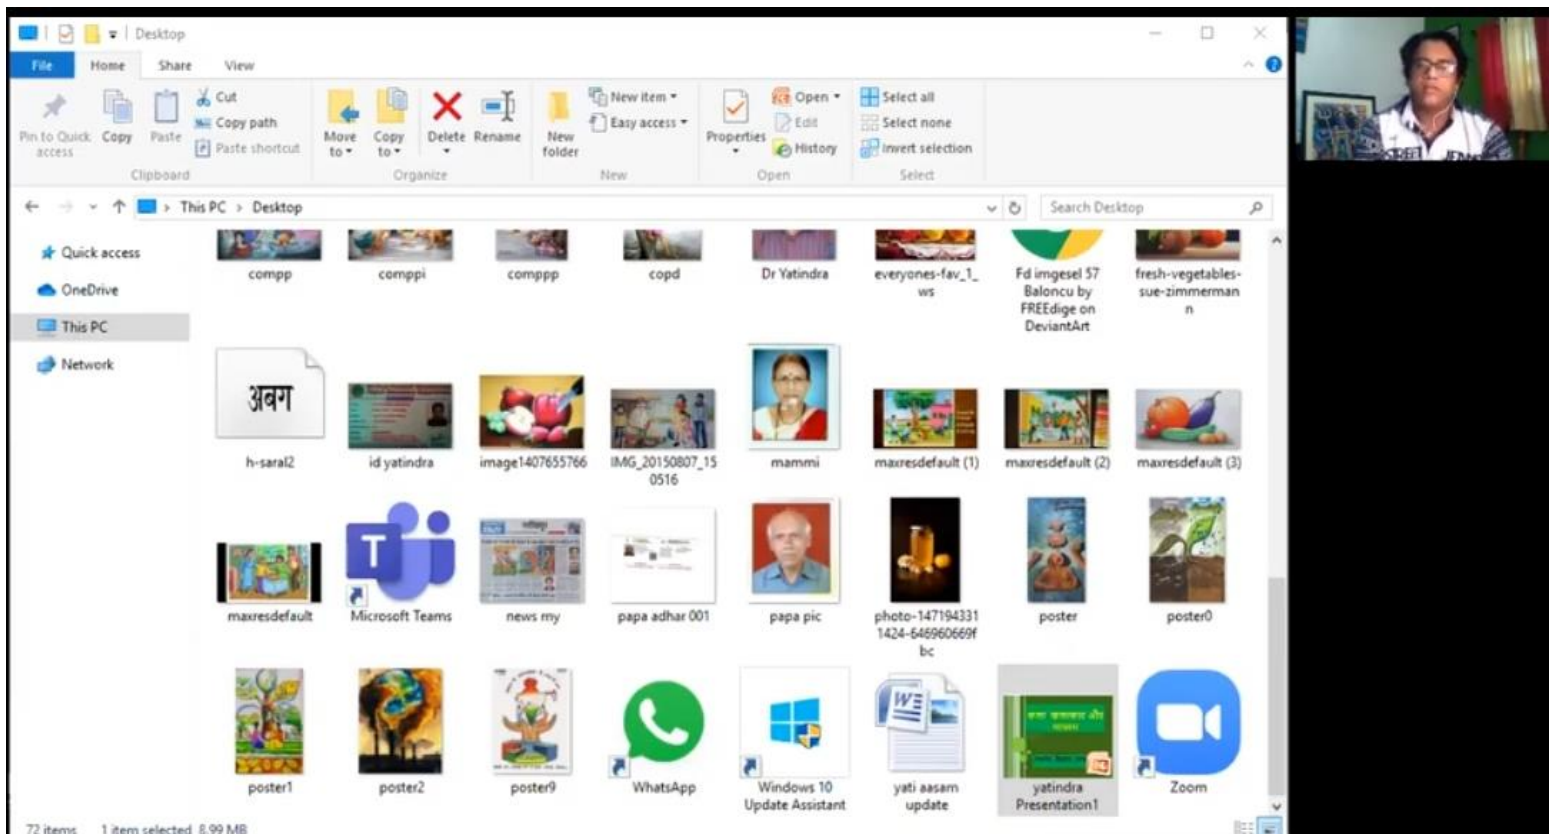 Desktop
File Home Share View
Pin to Quick access
Copy
Paste
Cut
Copy path
Paste shortcut
Clipboard
Move to
Copy to
Delete
Rename
Organize
New folder
New item
Easy access
New
Properties
Open
Edit
History
Open
Select all
Select none
Invert selection
Select
This PC > Desktop
Search Desktop
Quick access
OneDrive
This PC
Network
compp
comppi
comppp
copd
Dr Yatindra
everyones-fav_1_
ws
Fd imgesel 57
Baloncu by
FREEdige on
DeviantArt
fresh-vegetables-
sue-zimmerman
n
अबग
h-saral2
id yatindra
image1407655766
IMG_20150807_15
0516
mammi
maxresdefault (1)
maxresdefault (2)
maxresdefault (3)
T
maxresdefault
Microsoft Teams
news my
papa adhar 001
papa pic
photo-147194331
1424-646960669f
bc
poster
poster0
W
कला कलाकार और
poster1
poster2
poster9
WhatsApp
Windows 10
Update Assistant
yati aasam
update
yatindra
Presentation1
Zoom
72 items 1 item selected 8.99 MB